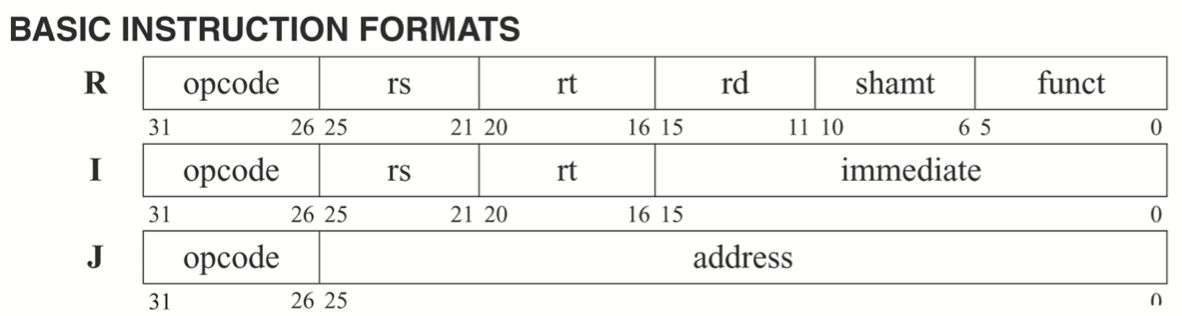 BASIC INSTRUCTION FORMATS
R opcode rs rt rd shamt funct
31 26 25 21 20 16 15 11 10 6 5 0
I opcode rs rt immediate
31 26 25 21 20 16 15 0
J opcode address
31 26 25 0